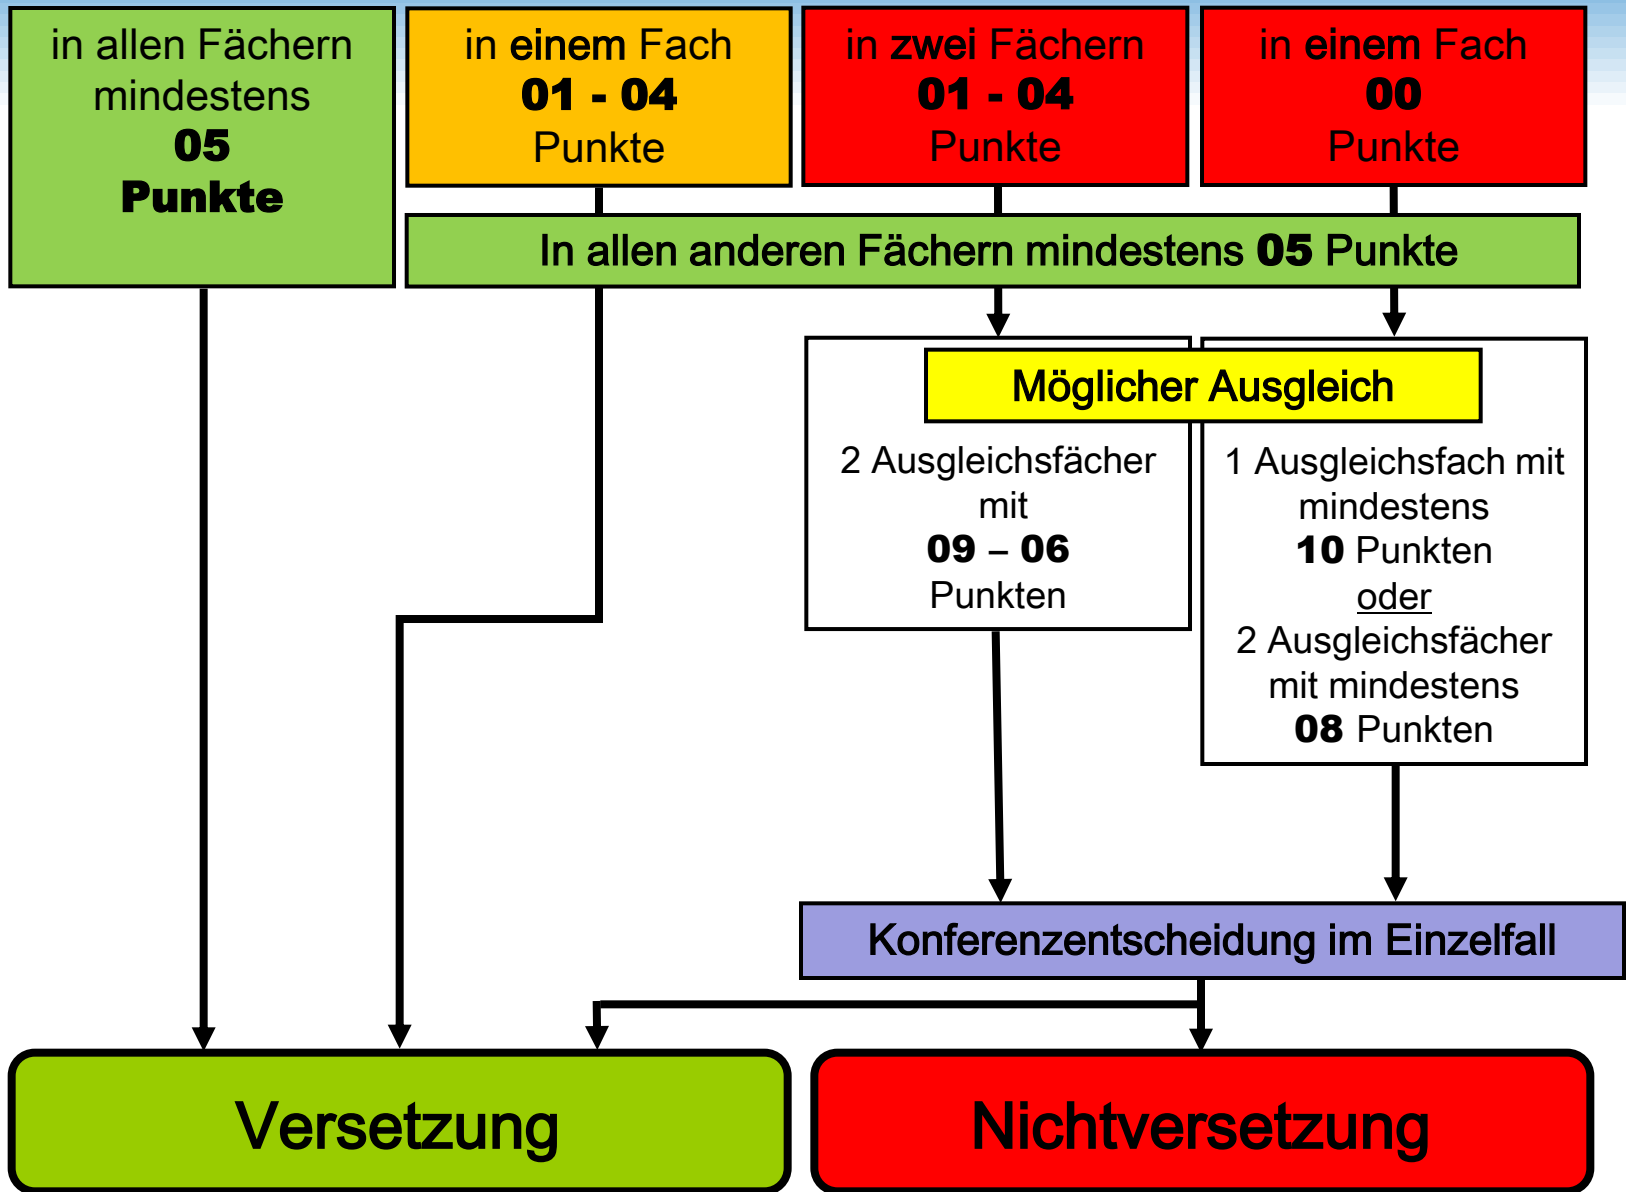 in allen Fächern
mindestens
05
Punkte
in einem Fach
01 - 04
Punkte
in zwei Fächern
01 - 04
Punkte
in einem Fach
00
Punkte
In allen anderen Fächern mindestens 05 Punkte
Möglicher Ausgleich
2 Ausgleichsfächer
mit
09 – 06
Punkten
1 Ausgleichsfach mit
mindestens
10 Punkten
oder
2 Ausgleichsfächer
mit mindestens
08 Punkten
Konferenzentscheidung im Einzelfall
Versetzung
Nichtversetzung